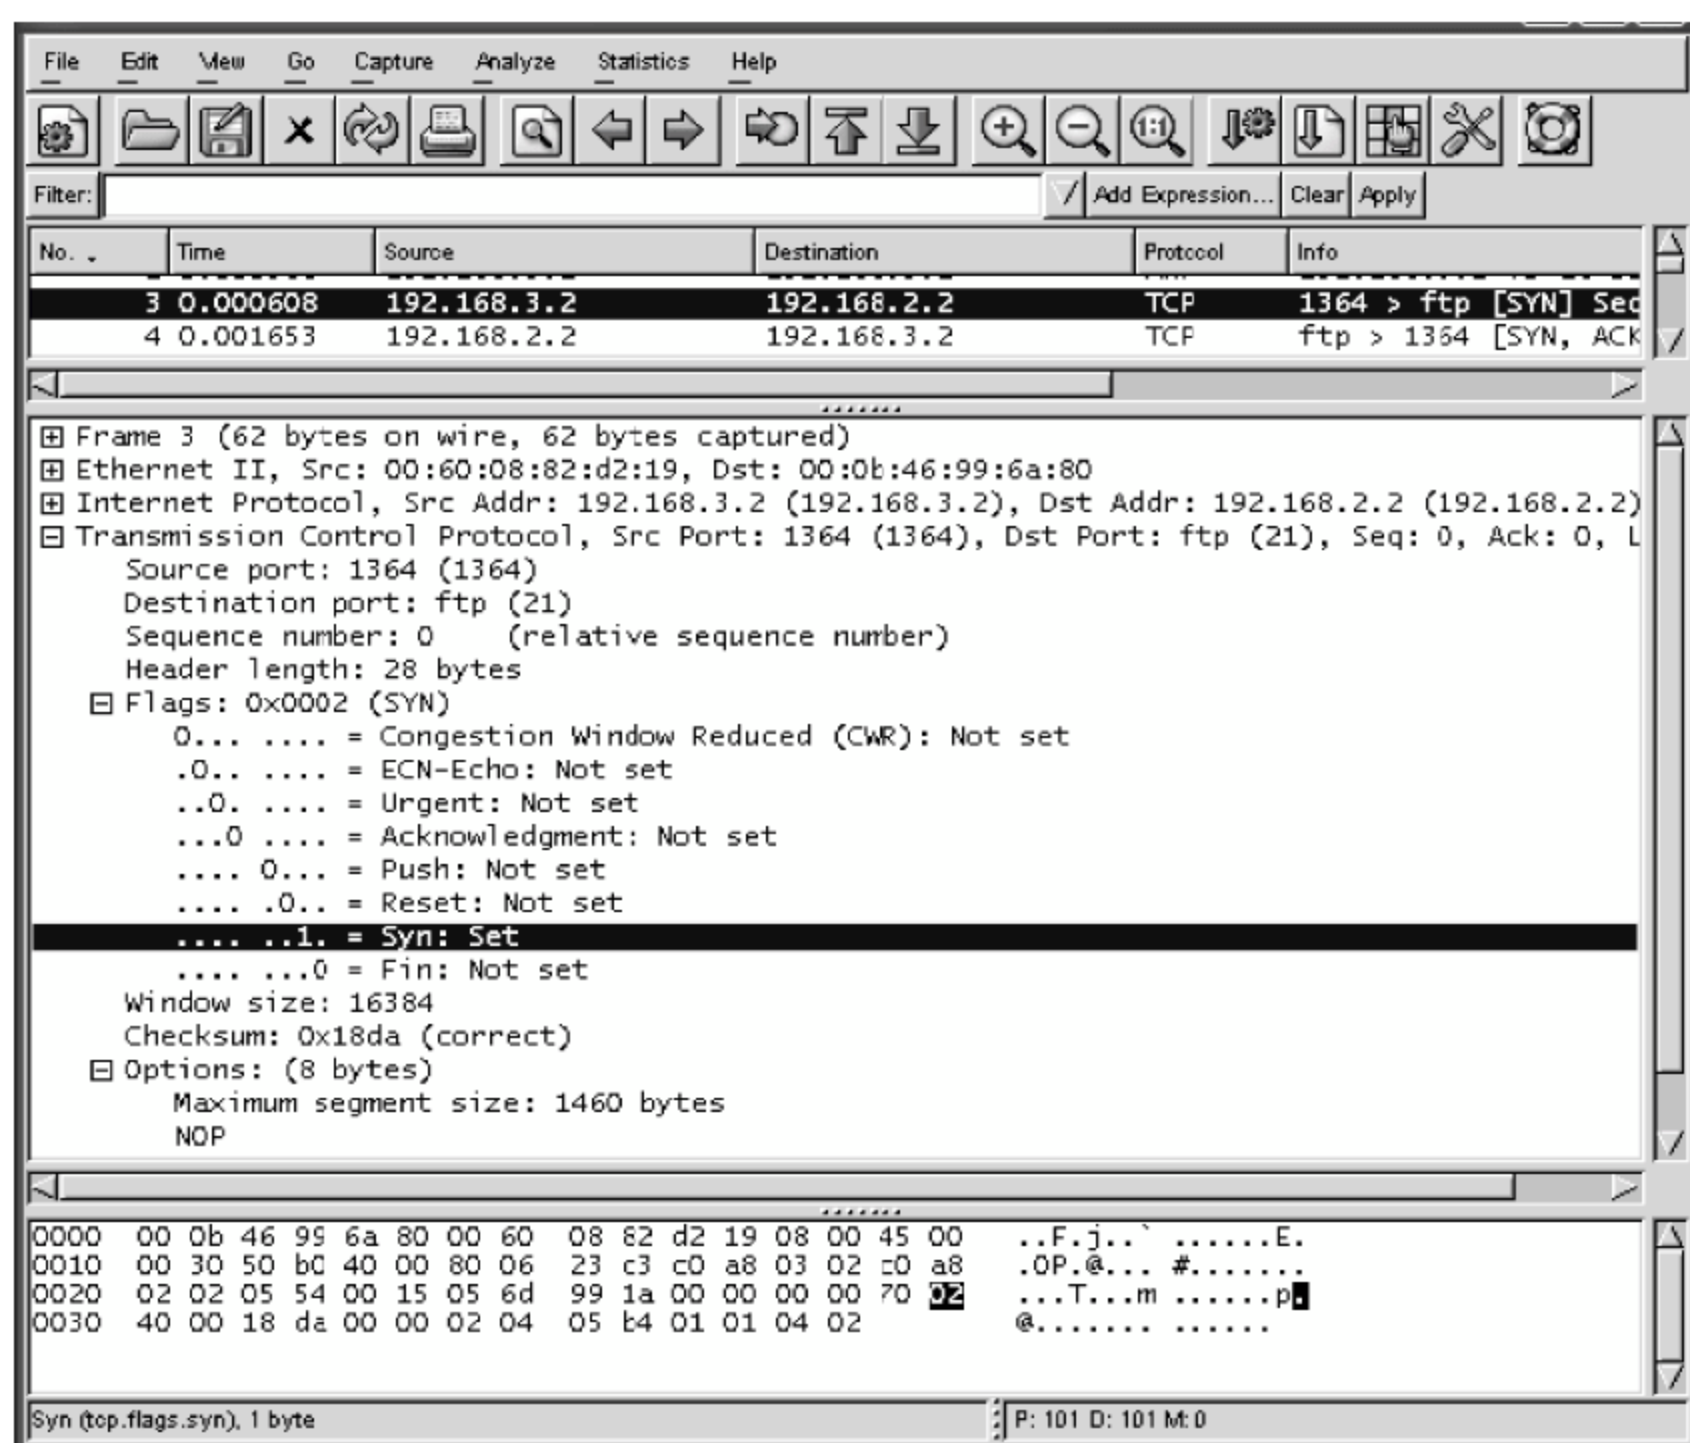 File Edit View Go Capture Analyze Statistics Help
1:1
Filter: Add Expression... Clear Apply
No. Time Source Destination Protocol Info
3 0.000608 192.168.3.2 192.168.2.2 TCP 1364 > ftp [SYN] Seq
4 0.001653 192.168.2.2 192.168.3.2 TCP ftp > 1364 [SYN, ACK
Frame 3 (62 bytes on wire, 62 bytes captured)
Ethernet II, Src: 00:60:08:82:d2:19, Dst: 00:0b:46:99:6a:80
Internet Protocol, Src Addr: 192.168.3.2 (192.168.3.2), Dst Addr: 192.168.2.2 (192.168.2.2)
Transmission Control Protocol, Src Port: 1364 (1364), Dst Port: ftp (21), Seq: 0, Ack: 0, L
Source port: 1364 (1364)
Destination port: ftp (21)
Sequence number: 0 (relative sequence number)
Header length: 28 bytes
Flags: 0x0002 (SYN)
0... .... = Congestion Window Reduced (CWR): Not set
.0.. .... = ECN-Echo: Not set
..0. .... = Urgent: Not set
...0 .... = Acknowledgment: Not set
.... 0... = Push: Not set
.... .0.. = Reset: Not set
.... ..1. = Syn: Set
.... ...0 = Fin: Not set
Window size: 16384
Checksum: 0x18da (correct)
Options: (8 bytes)
Maximum segment size: 1460 bytes
NOP
0000 00 0b 46 99 6a 80 00 60 08 82 d2 19 08 00 45 00 ..F.j..` ......E.
0010 00 30 50 b0 40 00 80 06 23 c3 c0 a8 03 02 c0 a8 .0P.@... #.......
0020 02 02 05 54 00 15 05 6d 99 1a 00 00 00 00 70 02 ...T...m ......p.
0030 40 00 18 da 00 00 02 04 05 b4 01 01 04 02 @....... ......
Syn (tcp.flags.syn), 1 byte P: 101 D: 101 M: 0